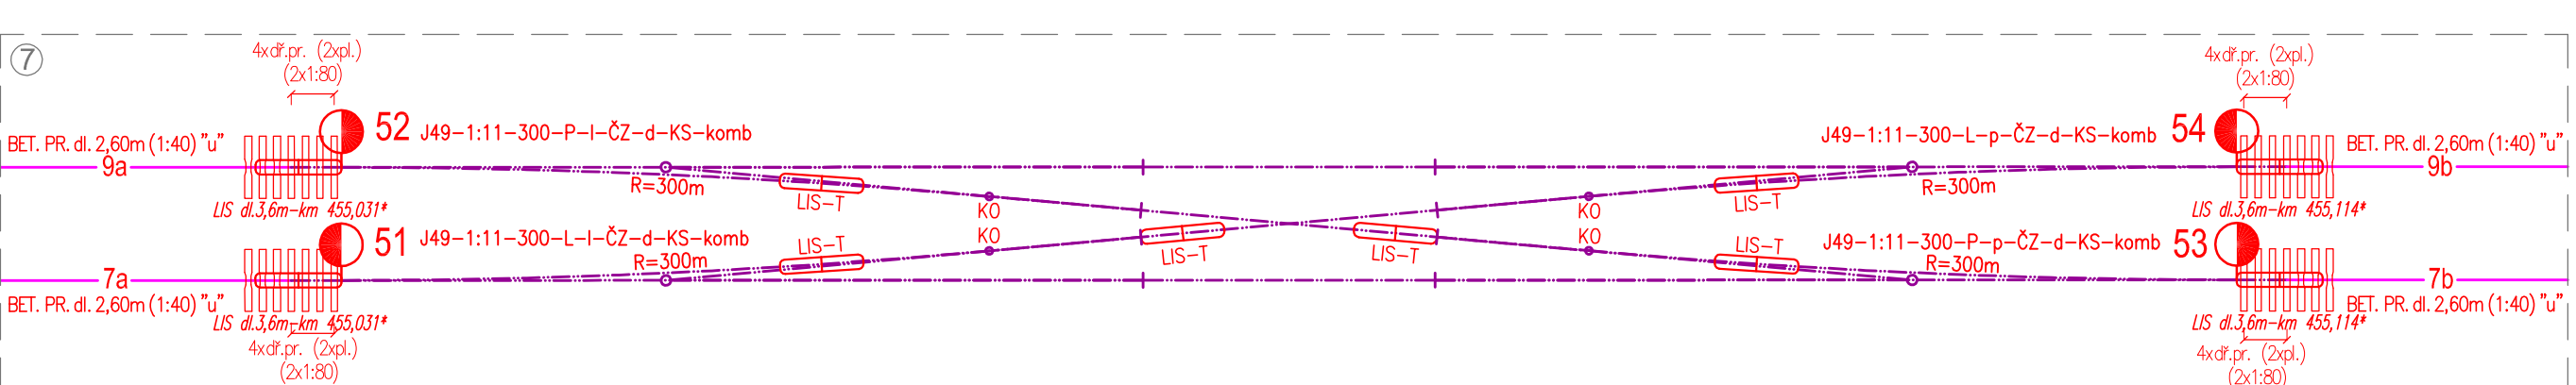 7
4xdř.pr. (2xpl.)
(2x1:80)
4xdř.pr. (2xpl.)
(2x1:80)
BET. PR. dl. 2,60m (1:40) "u"
52 J49-1:11-300-P-l-ČZ-d-KS-komb
J49-1:11-300-L-p-ČZ-d-KS-komb 54
BET. PR. dl. 2,60m (1:40) "u"
9a
9b
R=300m
R=300m
LIS-T
LIS-T
LIS dl.3,6m-km 455,031*
KO
KO
LIS dl.3,6m-km 455,114*
51 J49-1:11-300-L-l-ČZ-d-KS-komb
LIS-T
KO
KO
LIS-T
J49-1:11-300-P-p-ČZ-d-KS-komb 53
LIS-T
LIS-T
R=300m
R=300m
7a
7b
BET. PR. dl. 2,60m (1:40) "u"
BET. PR. dl. 2,60m (1:40) "u"
LIS dl.3,6m-km 455,031*
LIS dl.3,6m-km 455,114*
4xdř.pr. (2xpl.)
(2x1:80)
4xdř.pr. (2xpl.)
(2x1:80)